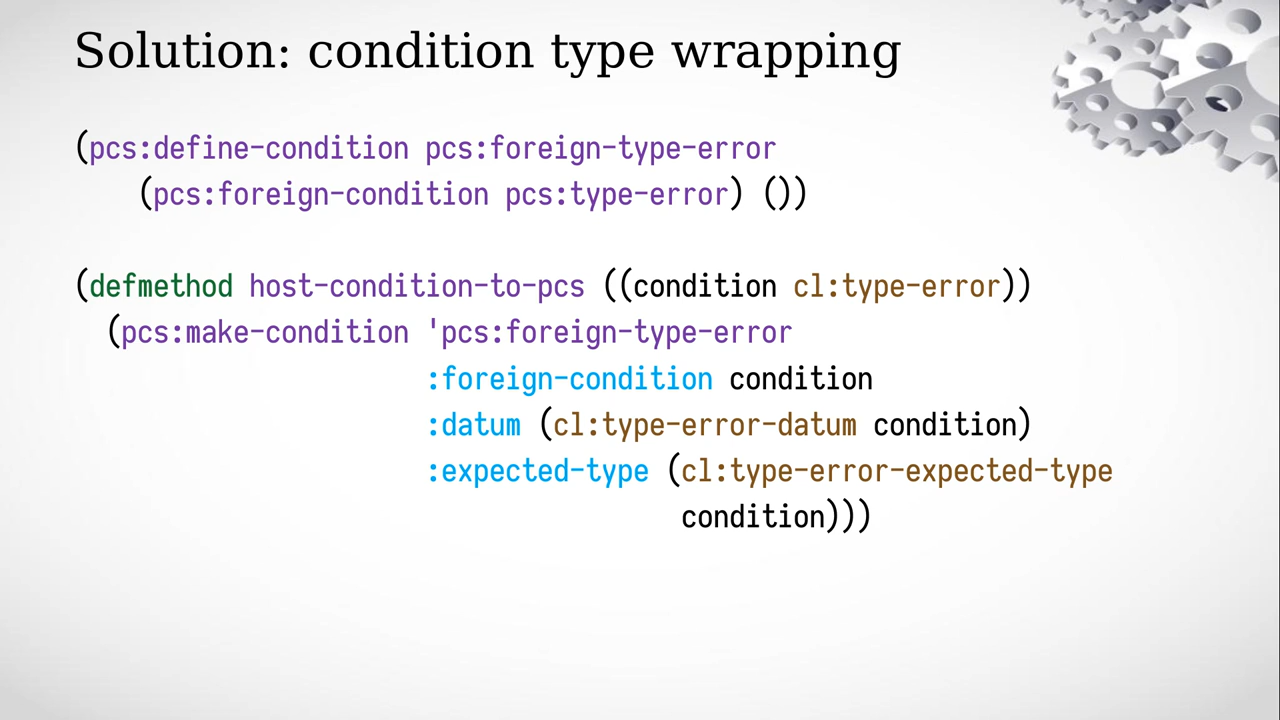 Solution: condition type wrapping
(pcs:define-condition pcs:foreign-type-error
(pcs:foreign-condition pcs:type-error) ())
(defmethod host-condition-to-pcs ((condition cl:type-error))
(pcs:make-condition 'pcs:foreign-type-error
:foreign-condition condition
:datum (cl:type-error-datum condition)
:expected-type (cl:type-error-expected-type
condition)))